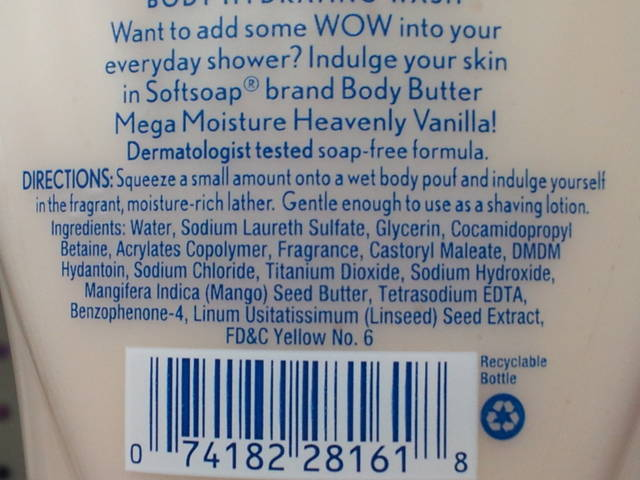 BODY HYDRATING WASH
Want to add some WOW into your
everyday shower? Indulge your skin
in Softsoap® brand Body Butter
Mega Moisture Heavenly Vanilla!
Dermatologist tested soap-free formula.
DIRECTIONS: Squeeze a small amount onto a wet body pouf and indulge yourself
in the fragrant, moisture-rich lather. Gentle enough to use as a shaving lotion.
Ingredients: Water, Sodium Laureth Sulfate, Glycerin, Cocamidopropyl
Betaine, Acrylates Copolymer, Fragrance, Castoryl Maleate, DMDM
Hydantoin, Sodium Chloride, Titanium Dioxide, Sodium Hydroxide,
Mangifera Indica (Mango) Seed Butter, Tetrasodium EDTA,
Benzophenone-4, Linum Usitatissimum (Linseed) Seed Extract,
FD&C Yellow No. 6
Recyclable
Bottle
0 74182 28161 8